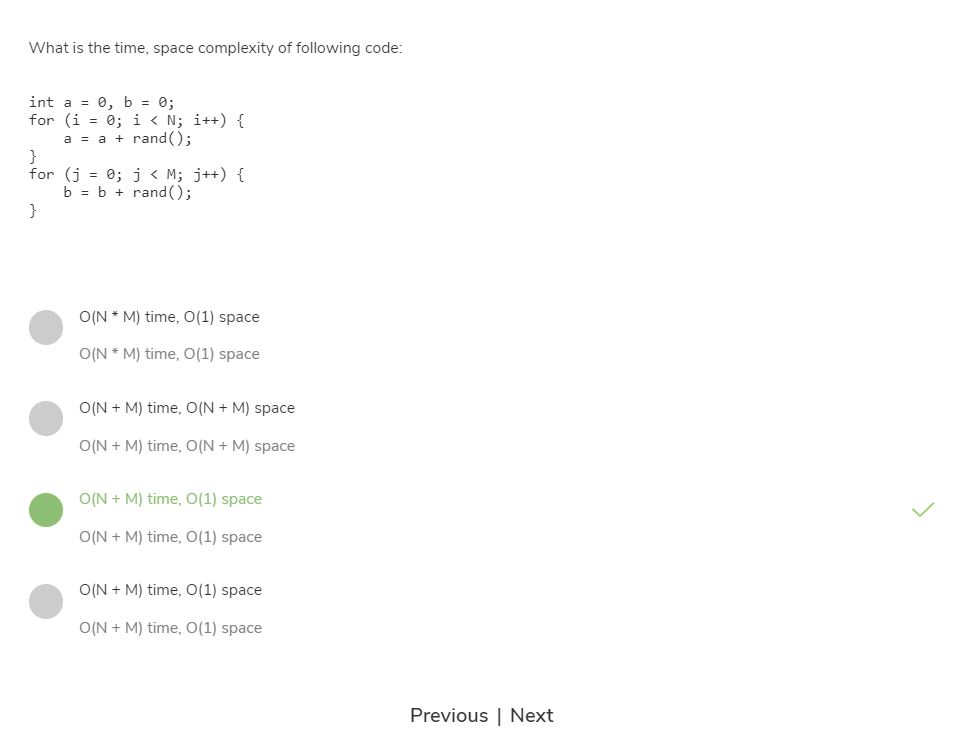 What is the time, space complexity of following code:
int a = 0, b = 0;
for (i = 0; i < N; i++) {
    a = a + rand();
}
for (j = 0; j < M; j++) {
    b = b + rand();
}
O(N * M) time, O(1) space
O(N * M) time, O(1) space
O(N + M) time, O(N + M) space
O(N + M) time, O(N + M) space
O(N + M) time, O(1) space
O(N + M) time, O(1) space
O(N + M) time, O(1) space
O(N + M) time, O(1) space
Previous | Next